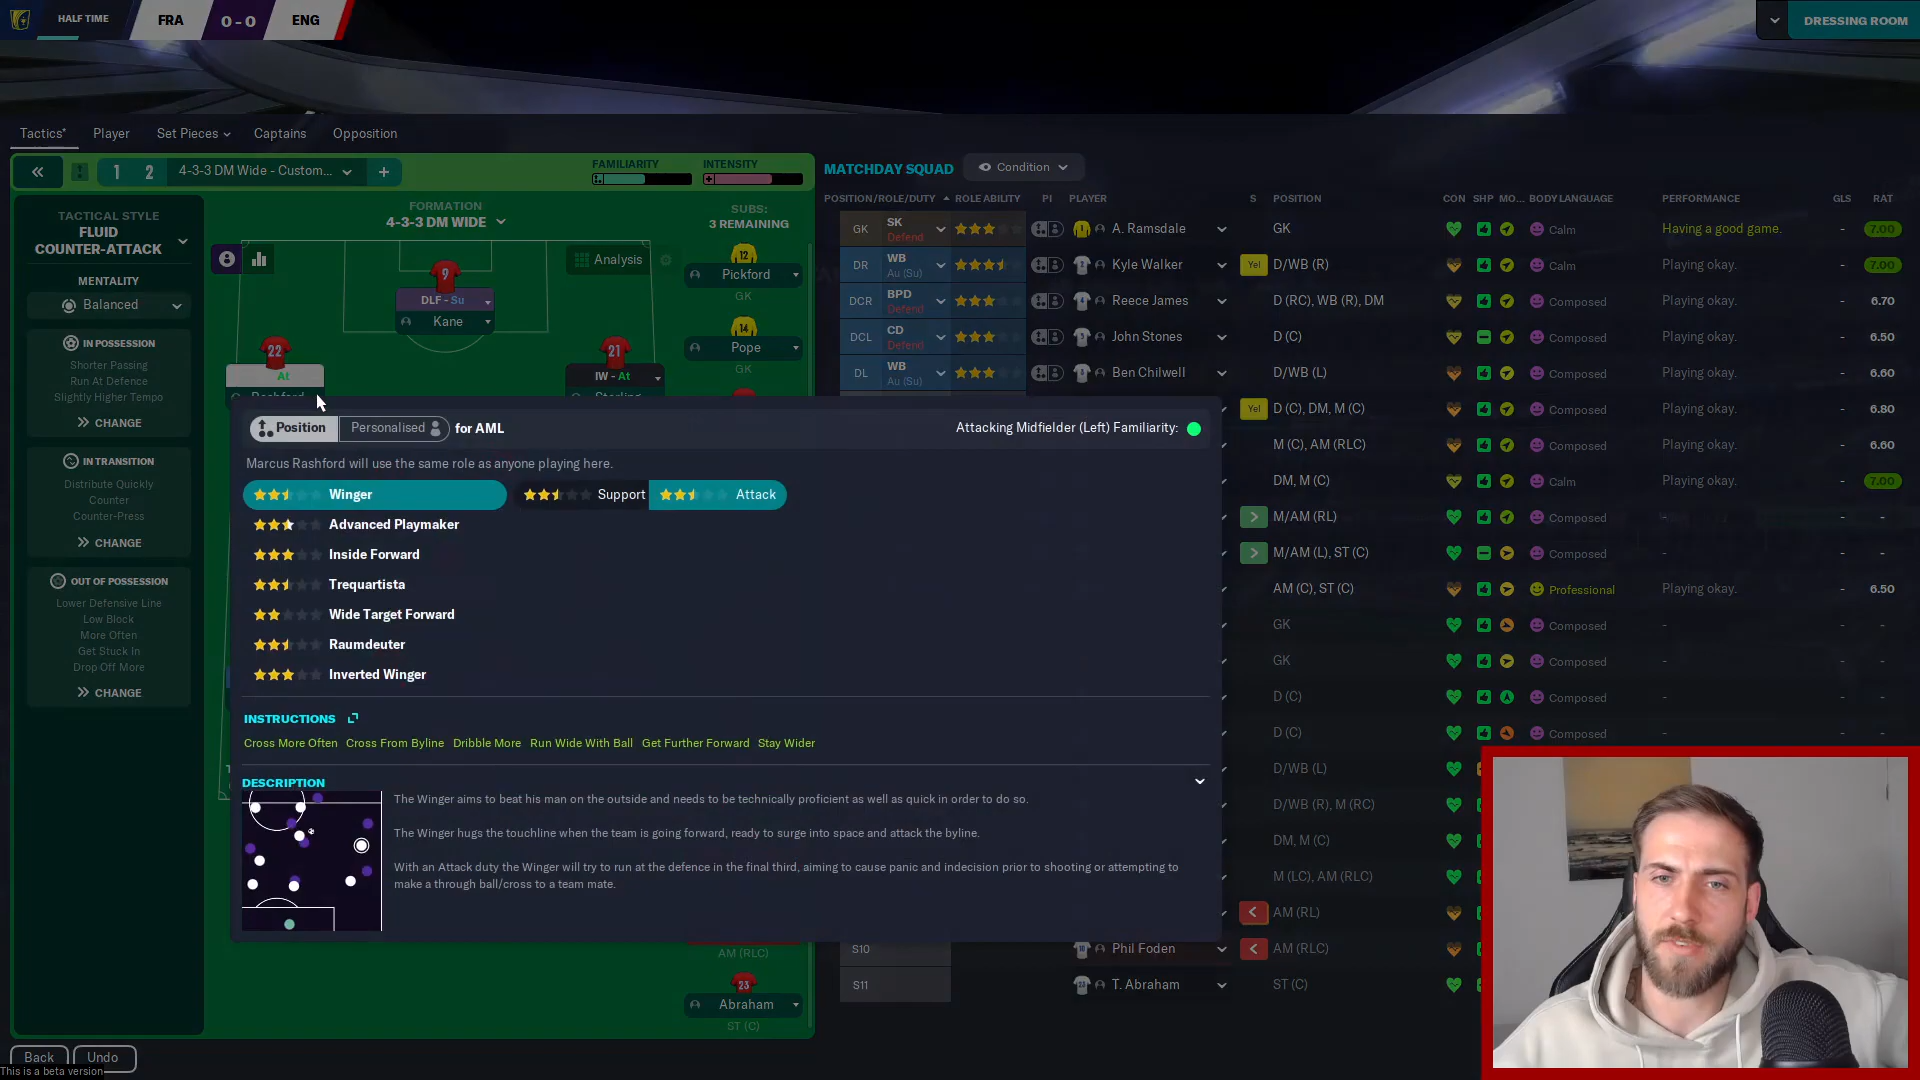 HALF TIME FRA 0 - 0 ENG DRESSING ROOM
Tactics* Player Set Pieces Captains Opposition
1 2 4-3-3 DM Wide - Custom... + FAMILIARITY INTENSITY
TACTICAL STYLE
FLUID
COUNTER-ATTACK
MENTALITY
Balanced
IN POSSESSION
Shorter Passing
Run At Defence
Slightly Higher Tempo
CHANGE
IN TRANSITION
Distribute Quickly
Counter
Counter-Press
CHANGE
OUT OF POSSESSION
Lower Defensive Line
Low Block
More Often
Get Stuck In
Drop Off More
CHANGE
FORMATION
4-3-3 DM WIDE
Analysis
9
DLF - Su
Kane
22
At
21
IW - At
Sterling
SUBS:
3 REMAINING
12
Pickford
GK
14
Pope
GK
AM (RLC)
23
Abraham
ST (C)
MATCHDAY SQUAD Condition
POSITION/ROLE/DUTY ROLE ABILITY PI PLAYER S POSITION CON SHP MO... BODY LANGUAGE PERFORMANCE GLS RAT
GK SK Defend A. Ramsdale GK Calm Having a good game. - 7.00
DR WB Au (Su) Kyle Walker Yel D/WB (R) Calm Playing okay. - 7.00
DCR BPD Defend Reece James D (RC), WB (R), DM Composed Playing okay. - 6.70
DCL CD Defend John Stones D (C) Composed Playing okay. - 6.50
DL WB Au (Su) Ben Chilwell D/WB (L) Composed Playing okay. - 6.60
Yel D (C), DM, M (C) Composed Playing okay. - 6.80
M (C), AM (RLC) Composed Playing okay. - 6.60
DM, M (C) Calm Playing okay. - 7.00
M/AM (RL) Composed - - -
M/AM (L), ST (C) Composed - - -
AM (C), ST (C) Professional Playing okay. - 6.50
GK Composed - - -
GK Composed - - -
D (C) Composed - - -
D (C) Composed - - -
D/WB (L)
D/WB (R), M (RC)
DM, M (C)
M (LC), AM (RLC)
AM (RL)
S10 Phil Foden AM (RLC)
S11 T. Abraham ST (C)
Position Personalised for AML Attacking Midfielder (Left) Familiarity:
Marcus Rashford will use the same role as anyone playing here.
Winger Support Attack
Advanced Playmaker
Inside Forward
Trequartista
Wide Target Forward
Raumdeuter
Inverted Winger
INSTRUCTIONS
Cross More Often Cross From Byline Dribble More Run Wide With Ball Get Further Forward Stay Wider
DESCRIPTION
The Winger aims to beat his man on the outside and needs to be technically proficient as well as quick in order to do so.
The Winger hugs the touchline when the team is going forward, ready to surge into space and attack the byline.
With an Attack duty the Winger will try to run at the defence in the final third, aiming to cause panic and indecision prior to shooting or attempting to
make a through ball/cross to a team mate.
Back Undo
This is a beta version